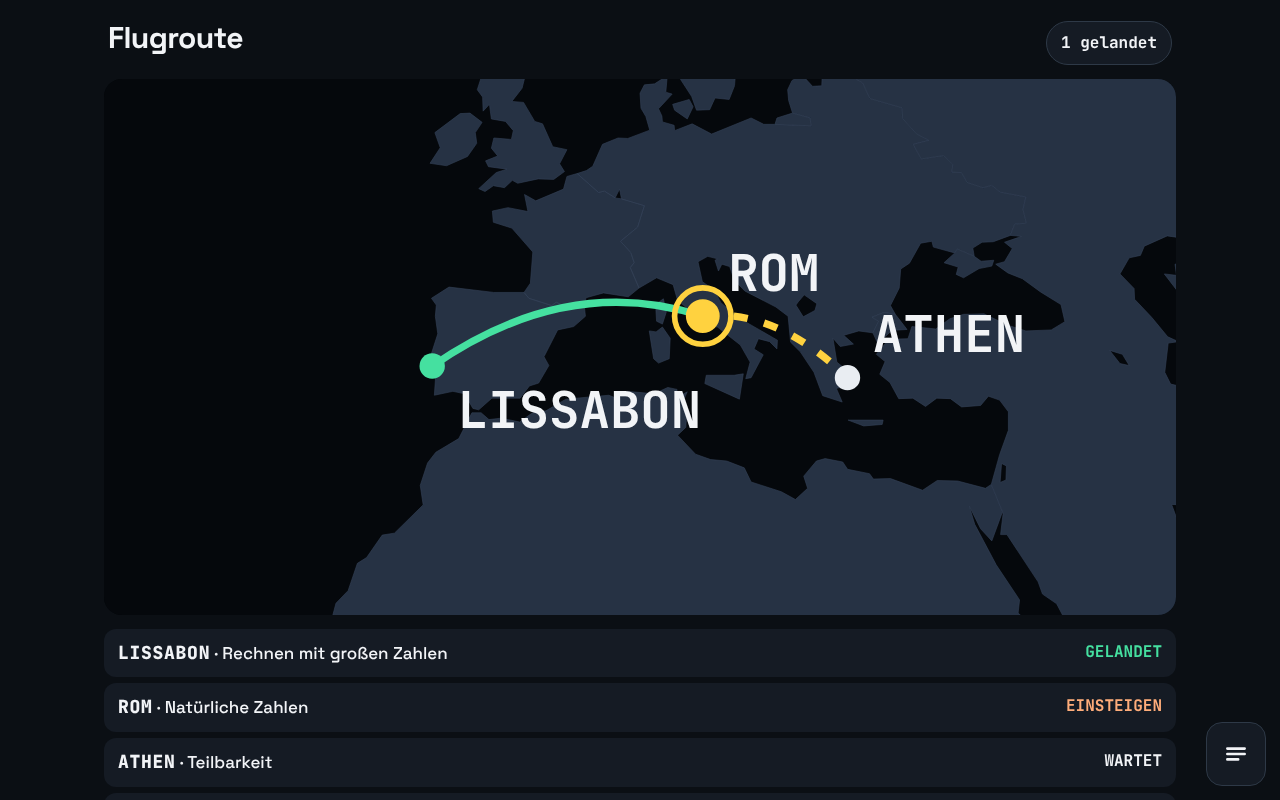 Flugroute
1 gelandet
ROM
ATHEN
LISSABON
LISSABON · Rechnen mit großen Zahlen
GELANDET
ROM · Natürliche Zahlen
EINSTEIGEN
ATHEN · Teilbarkeit
WARTET